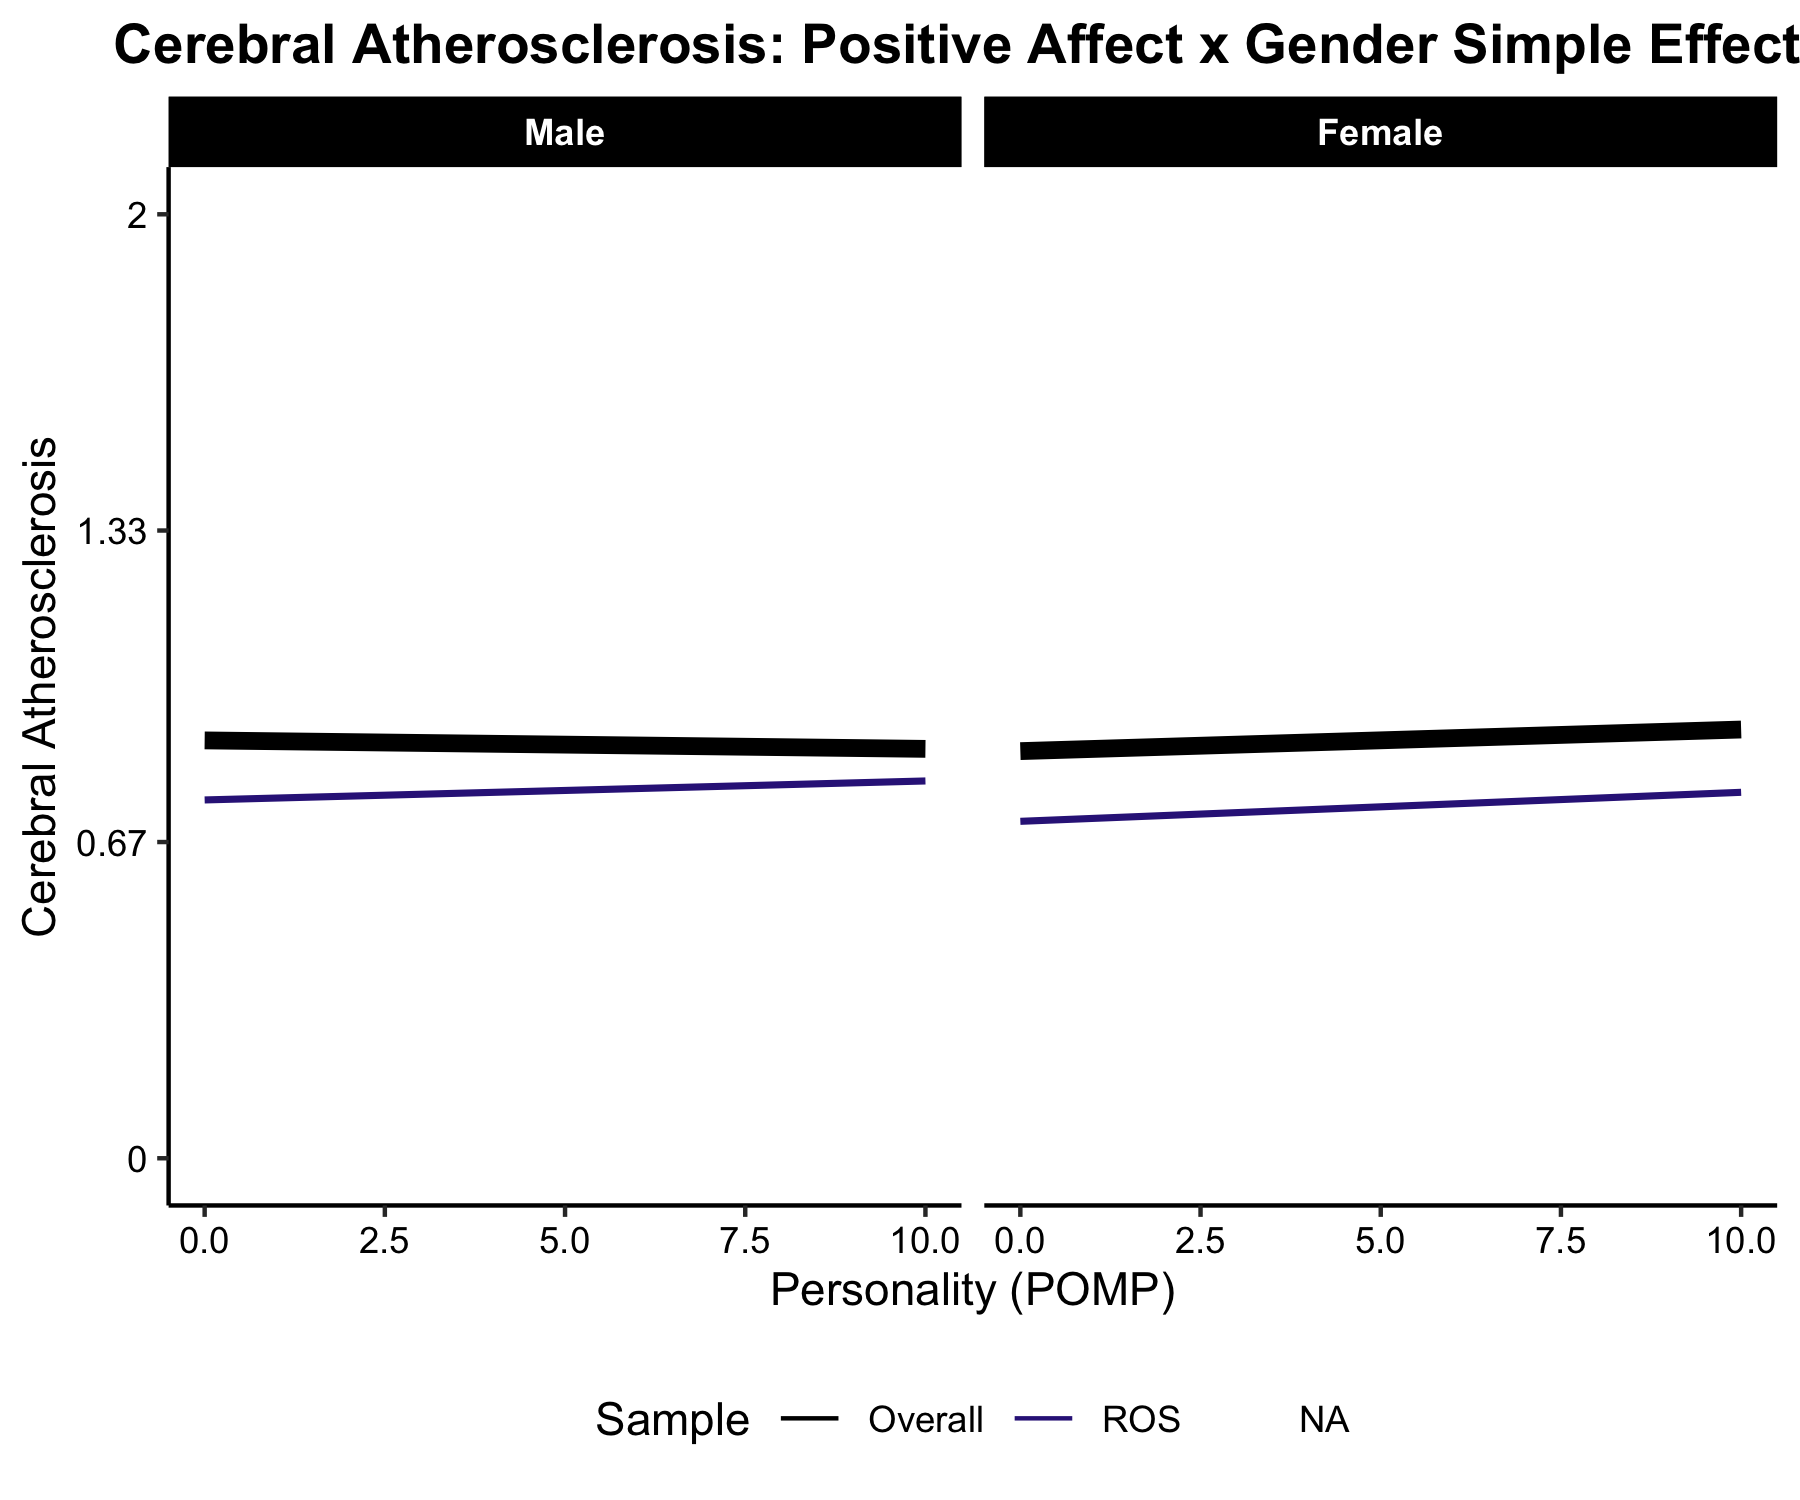 Cerebral Atherosclerosis: Positive Affect x Gender Simple Effect
Male
Female
Cerebral Atherosclerosis
2
1.33
0.67
0
0.0 2.5 5.0 7.5 10.0
0.0 2.5 5.0 7.5 10.0
Personality (POMP)
Sample Overall ROS NA